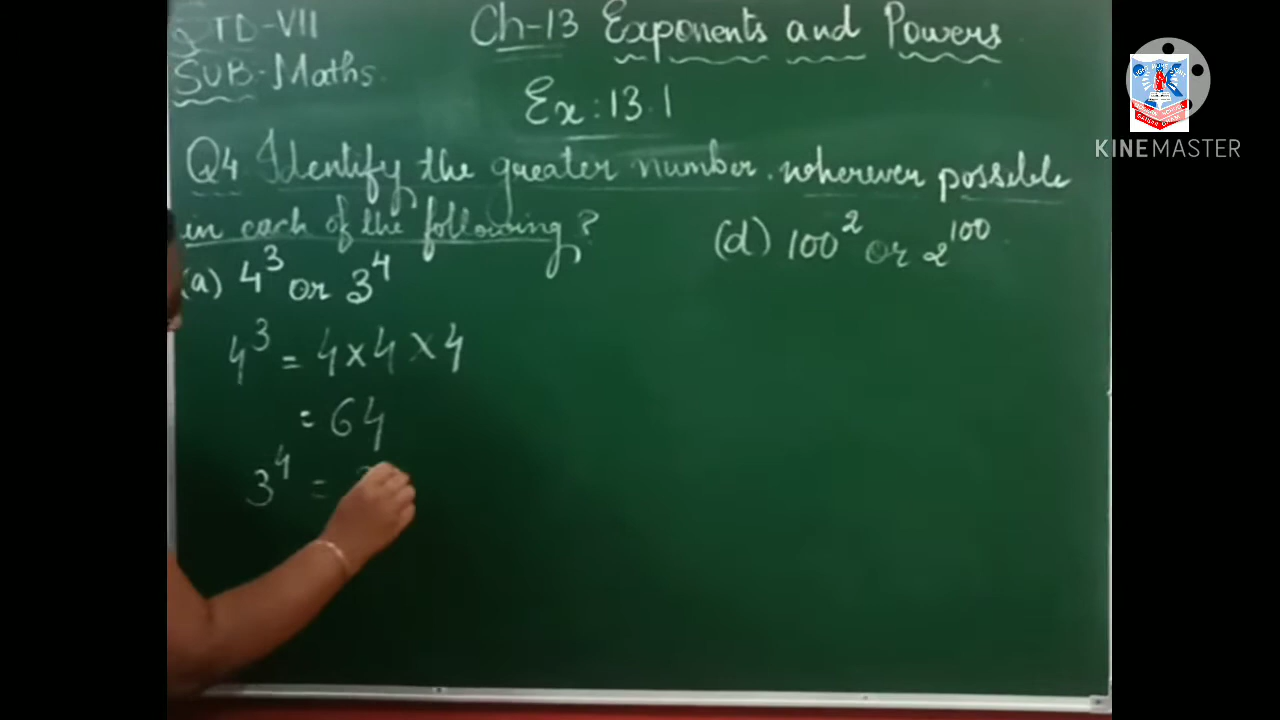 STD-VII
SUB-Maths.
Ch-13 Exponents and Powers
Ex: 13.1
Q4 Identify the greater number. wherever possible
in each of the following?
(a) 4³ or 3⁴
(d) 100² or 2¹⁰⁰.
4³ = 4 × 4 × 4
= 64
3⁴ =
KINEMASTER